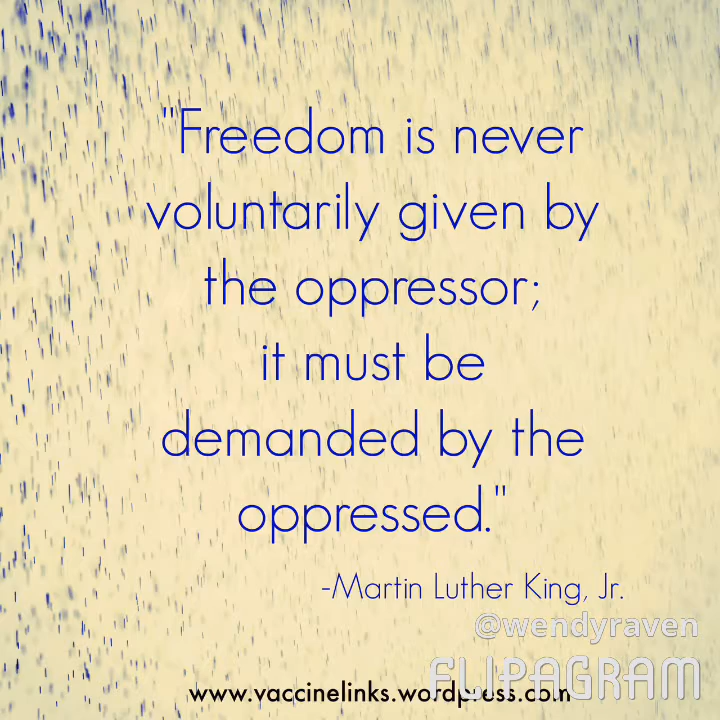 "Freedom is never
voluntarily given by
the oppressor;
it must be
demanded by the
oppressed."
-Martin Luther King, Jr.
@wendyraven
FLIPAGRAM
www.vaccinelinks.wordpress.com